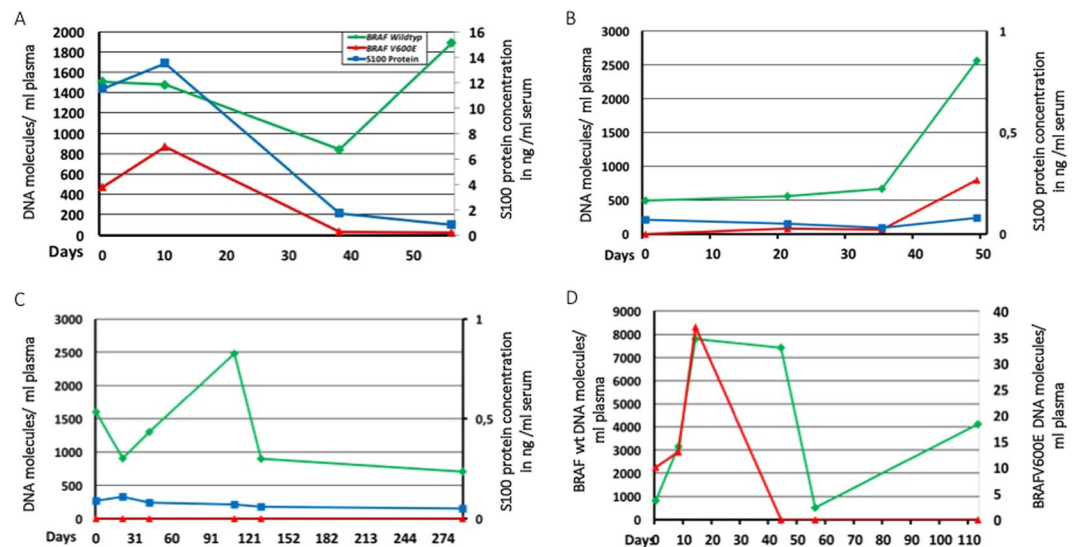 A
DNA molecules/ ml plasma
2000
1800
1600
1400
1200
1000
800
600
400
200
0
BRAF Wildtyp
BRAF V600E
S100 Protein
16
14
12
10
8
6
4
2
0
S100 protein concentration
in ng /ml serum
Days
0 10 20 30 40 50
B
DNA molecules/ ml plasma
3000
2500
2000
1500
1000
500
0
1
0,5
0
S100 protein concentration
in ng /ml serum
Days
0 10 20 30 40 50
C
DNA molecules/ ml plasma
3000
2500
2000
1500
1000
500
0
1
0,5
0
S100 protein concentration
in ng /ml serum
Days
0 31 60 91 121 152 182 213 244 274
D
BRAF wt DNA molecules/
ml plasma
9000
8000
7000
6000
5000
4000
3000
2000
1000
0
40
35
30
25
20
15
10
5
0
BRAFV600E DNA molecules/
ml plasma
Days
0 10 20 30 40 50 60 70 80 90 100 110